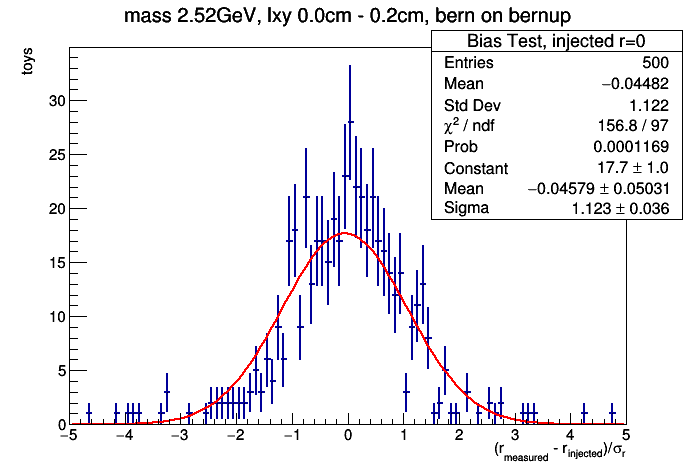 mass 2.52GeV, lxy 0.0cm - 0.2cm, bern on bernup
Bias Test, injected r=0
Entries 500
Mean −0.04482
Std Dev 1.122
χ² / ndf 156.8 / 97
Prob 0.0001169
Constant 17.7 ± 1.0
Mean −0.04579 ± 0.05031
Sigma 1.123 ± 0.036
toys
30
25
20
15
10
5
0
−5 −4 −3 −2 −1 0 1 2 3 4 5
(r_measured - r_injected)/σ_r